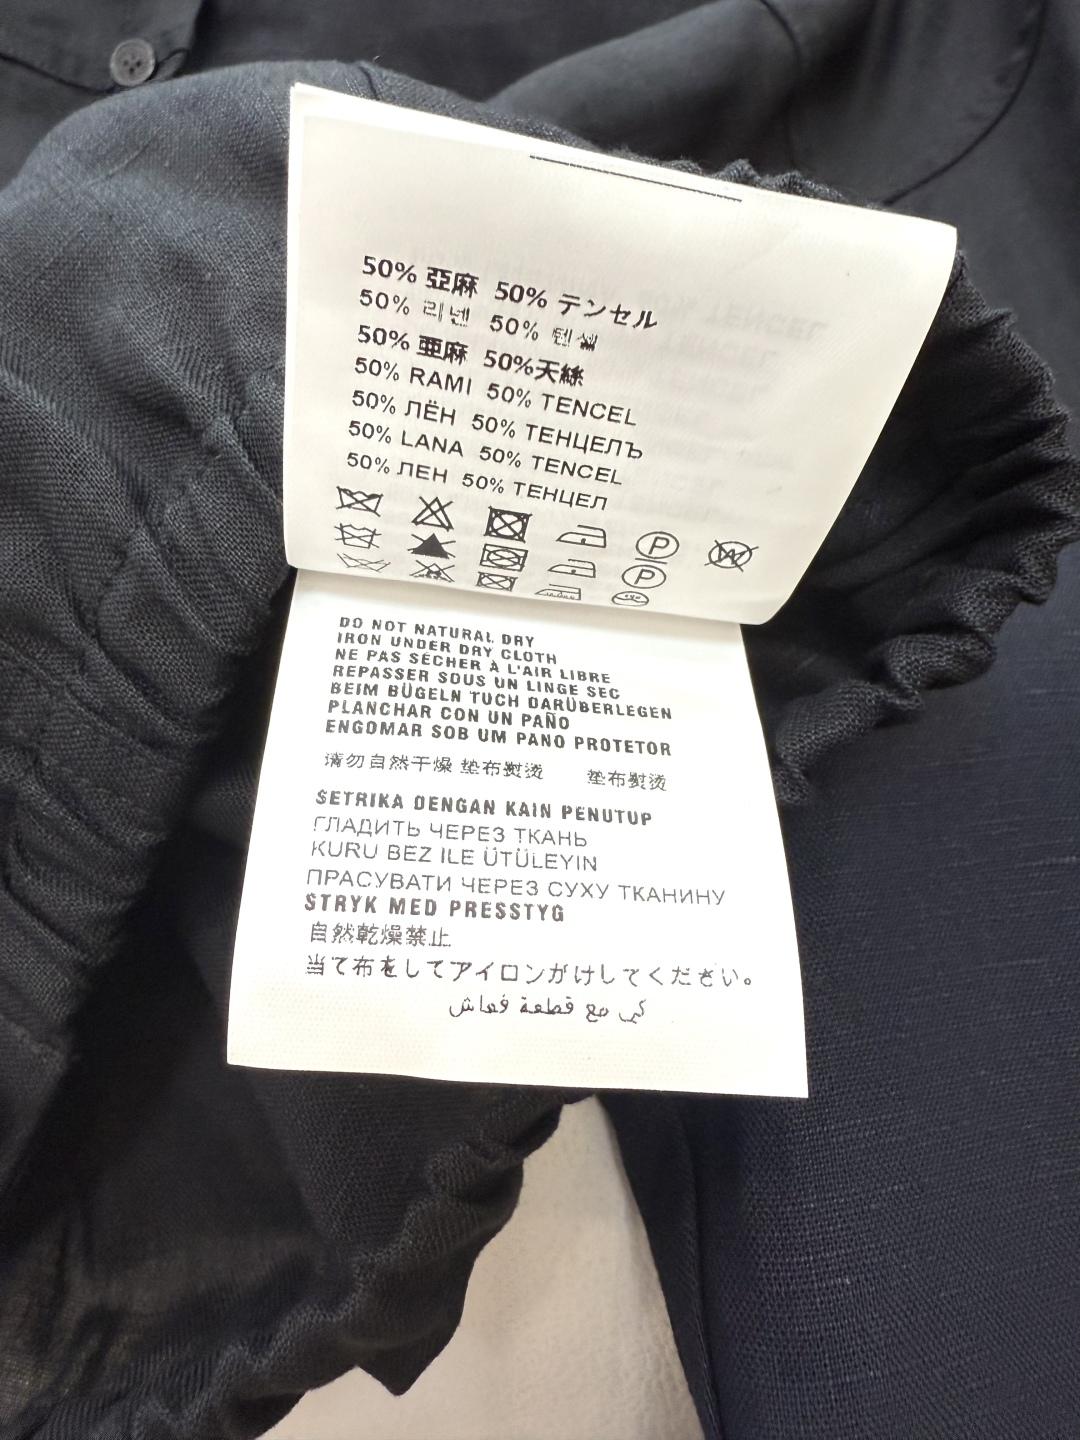 50% 亞麻 50% テンセル
50% 리넨 50% 텐셀
50% 亜麻 50%天絲
50% RAMI 50% TENCEL
50% ЛЁН 50% ТЕНЦЕЛЪ
50% LANA 50% TENCEL
50% ЛЕН 50% ТЕНЦЕЛ
P W
P
DO NOT NATURAL DRY
IRON UNDER DRY CLOTH
NE PAS SÉCHER À L'AIR LIBRE
REPASSER SOUS UN LINGE SEC
BEIM BÜGELN TUCH DARÜBERLEGEN
PLANCHAR CON UN PAÑO
ENGOMAR SOB UM PANO PROTETOR
请勿自然干燥 垫布熨烫 垫布熨烫
SETRIKA DENGAN KAIN PENUTUP
ГЛАДИТЬ ЧЕРЕЗ ТКАНЬ
KURU BEZ ILE ÜTÜLEYIN
ПРАСУВАТИ ЧЕРЕЗ СУХУ ТКАНИНУ
STRYK MED PRESSTYG
自然乾燥禁止
当て布をしてアイロンがけしてください。
كي مع قطعة قماش